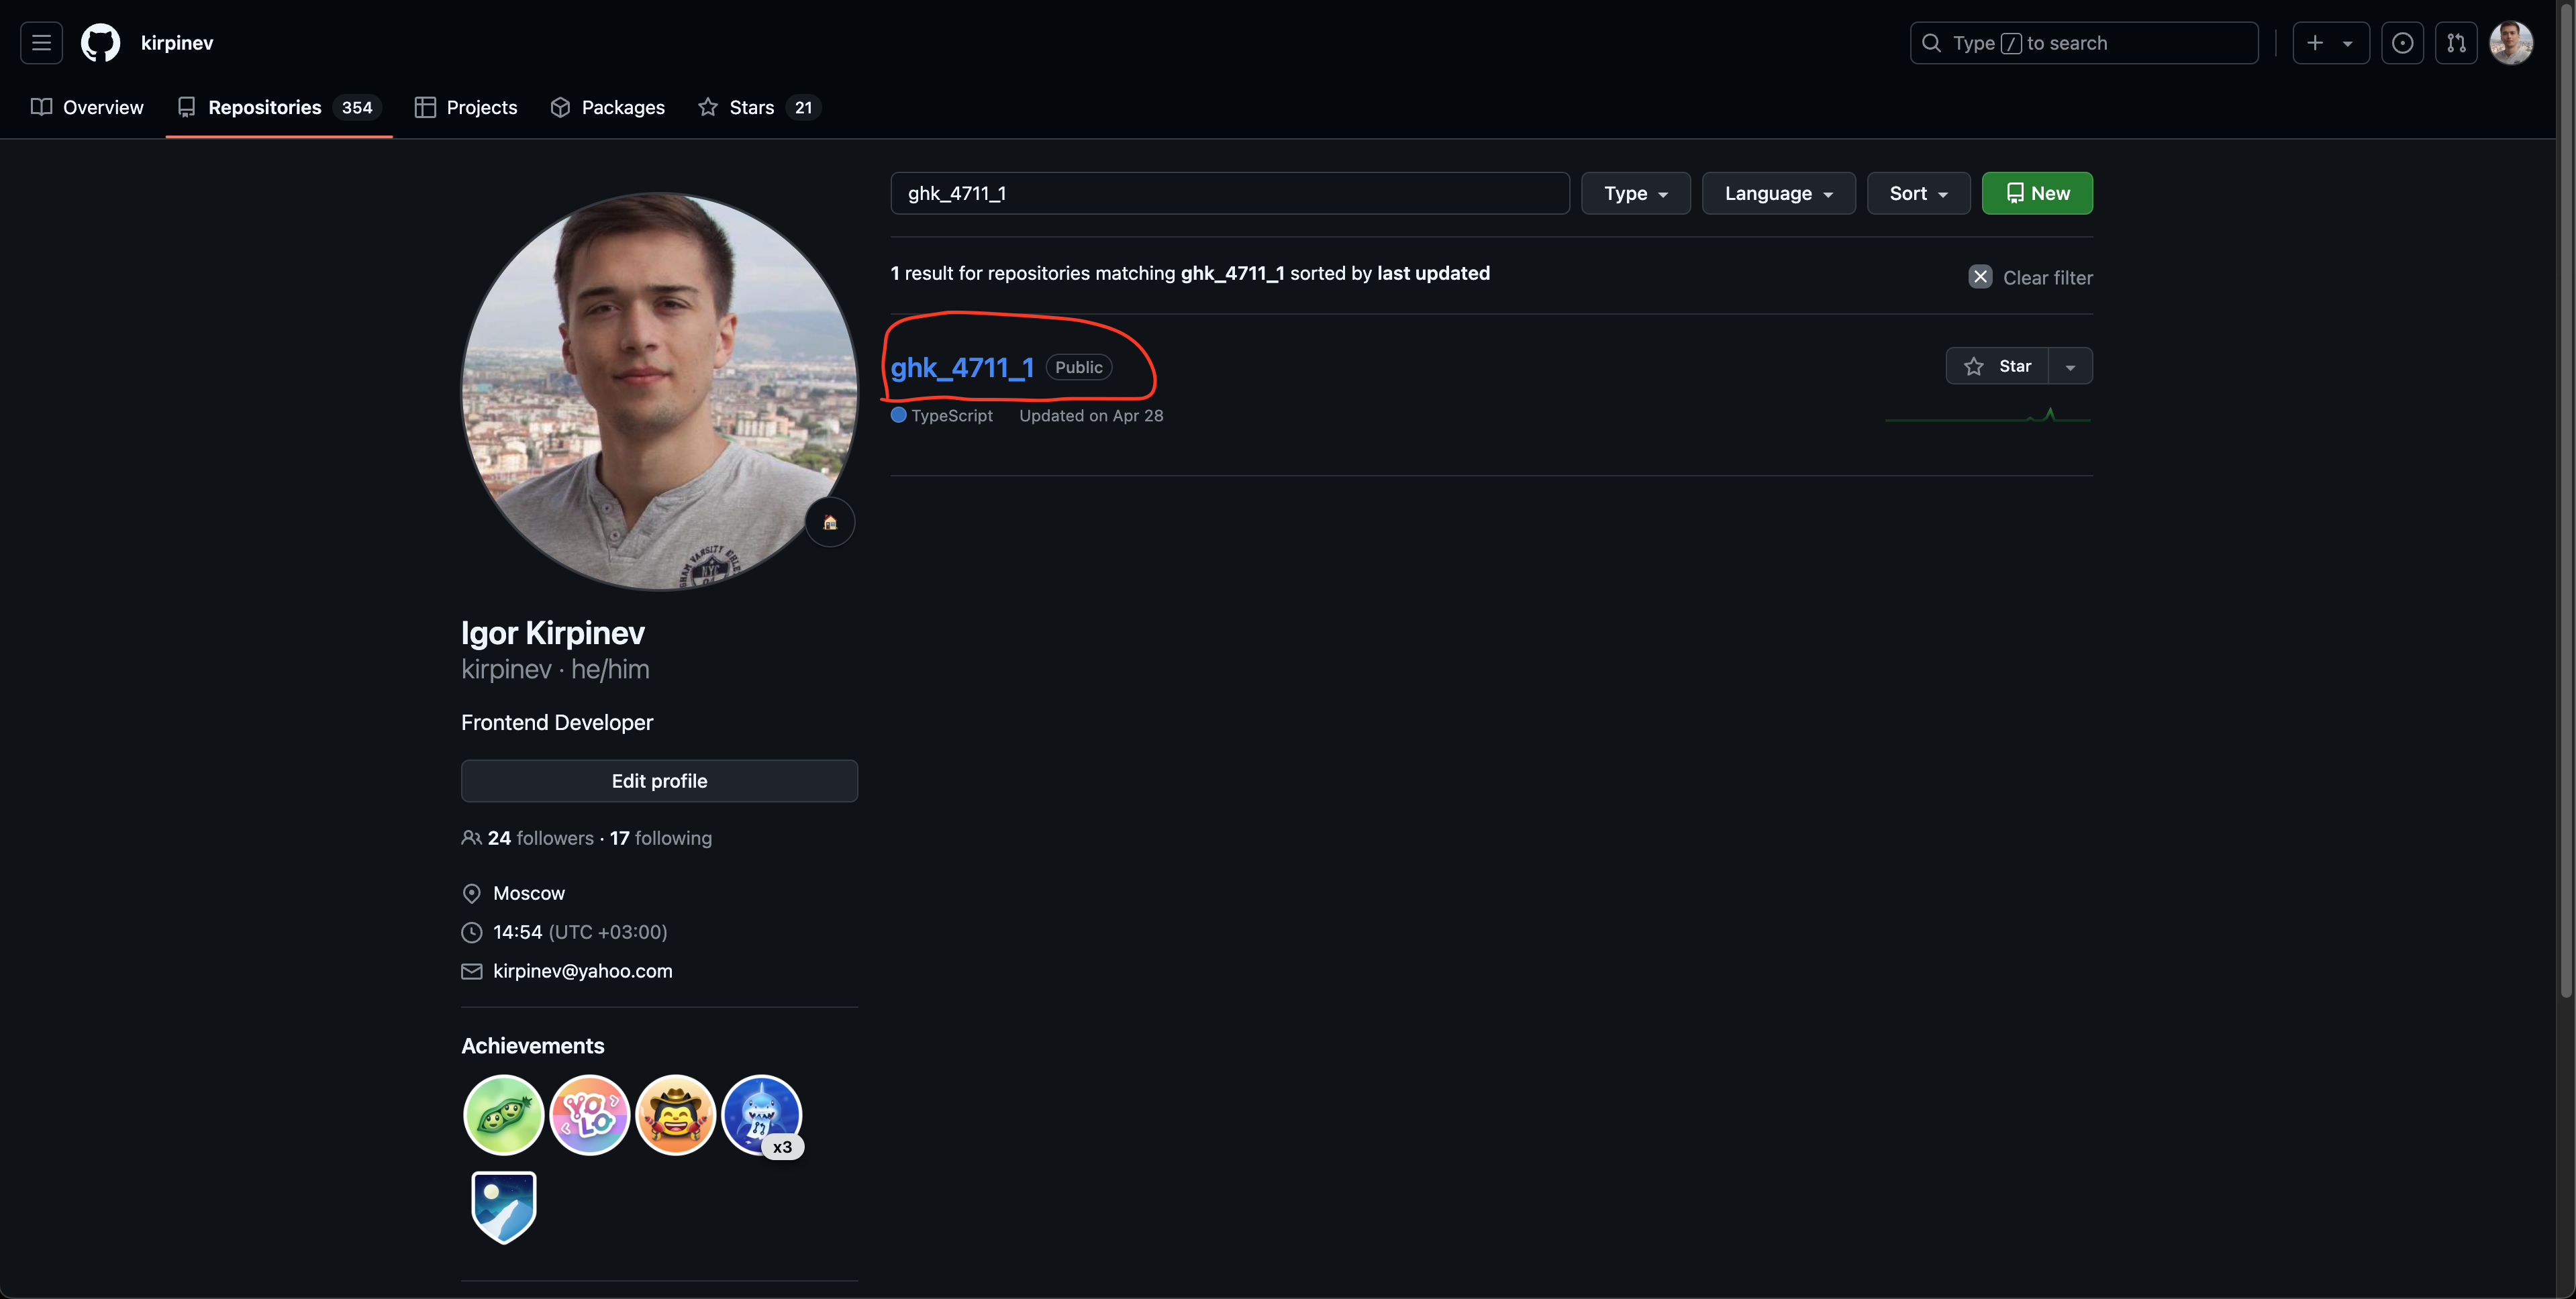 kirpinev
Type / to search
Overview
Repositories 354
Projects
Packages
Stars 21
ghk_4711_1
Type
Language
Sort
New
1 result for repositories matching ghk_4711_1 sorted by last updated
Clear filter
ghk_4711_1 Public
Star
TypeScript Updated on Apr 28
NYC
Igor Kirpinev
kirpinev · he/him
Frontend Developer
Edit profile
24 followers · 17 following
Moscow
14:54 (UTC +03:00)
kirpinev@yahoo.com
Achievements
YOLO
x3